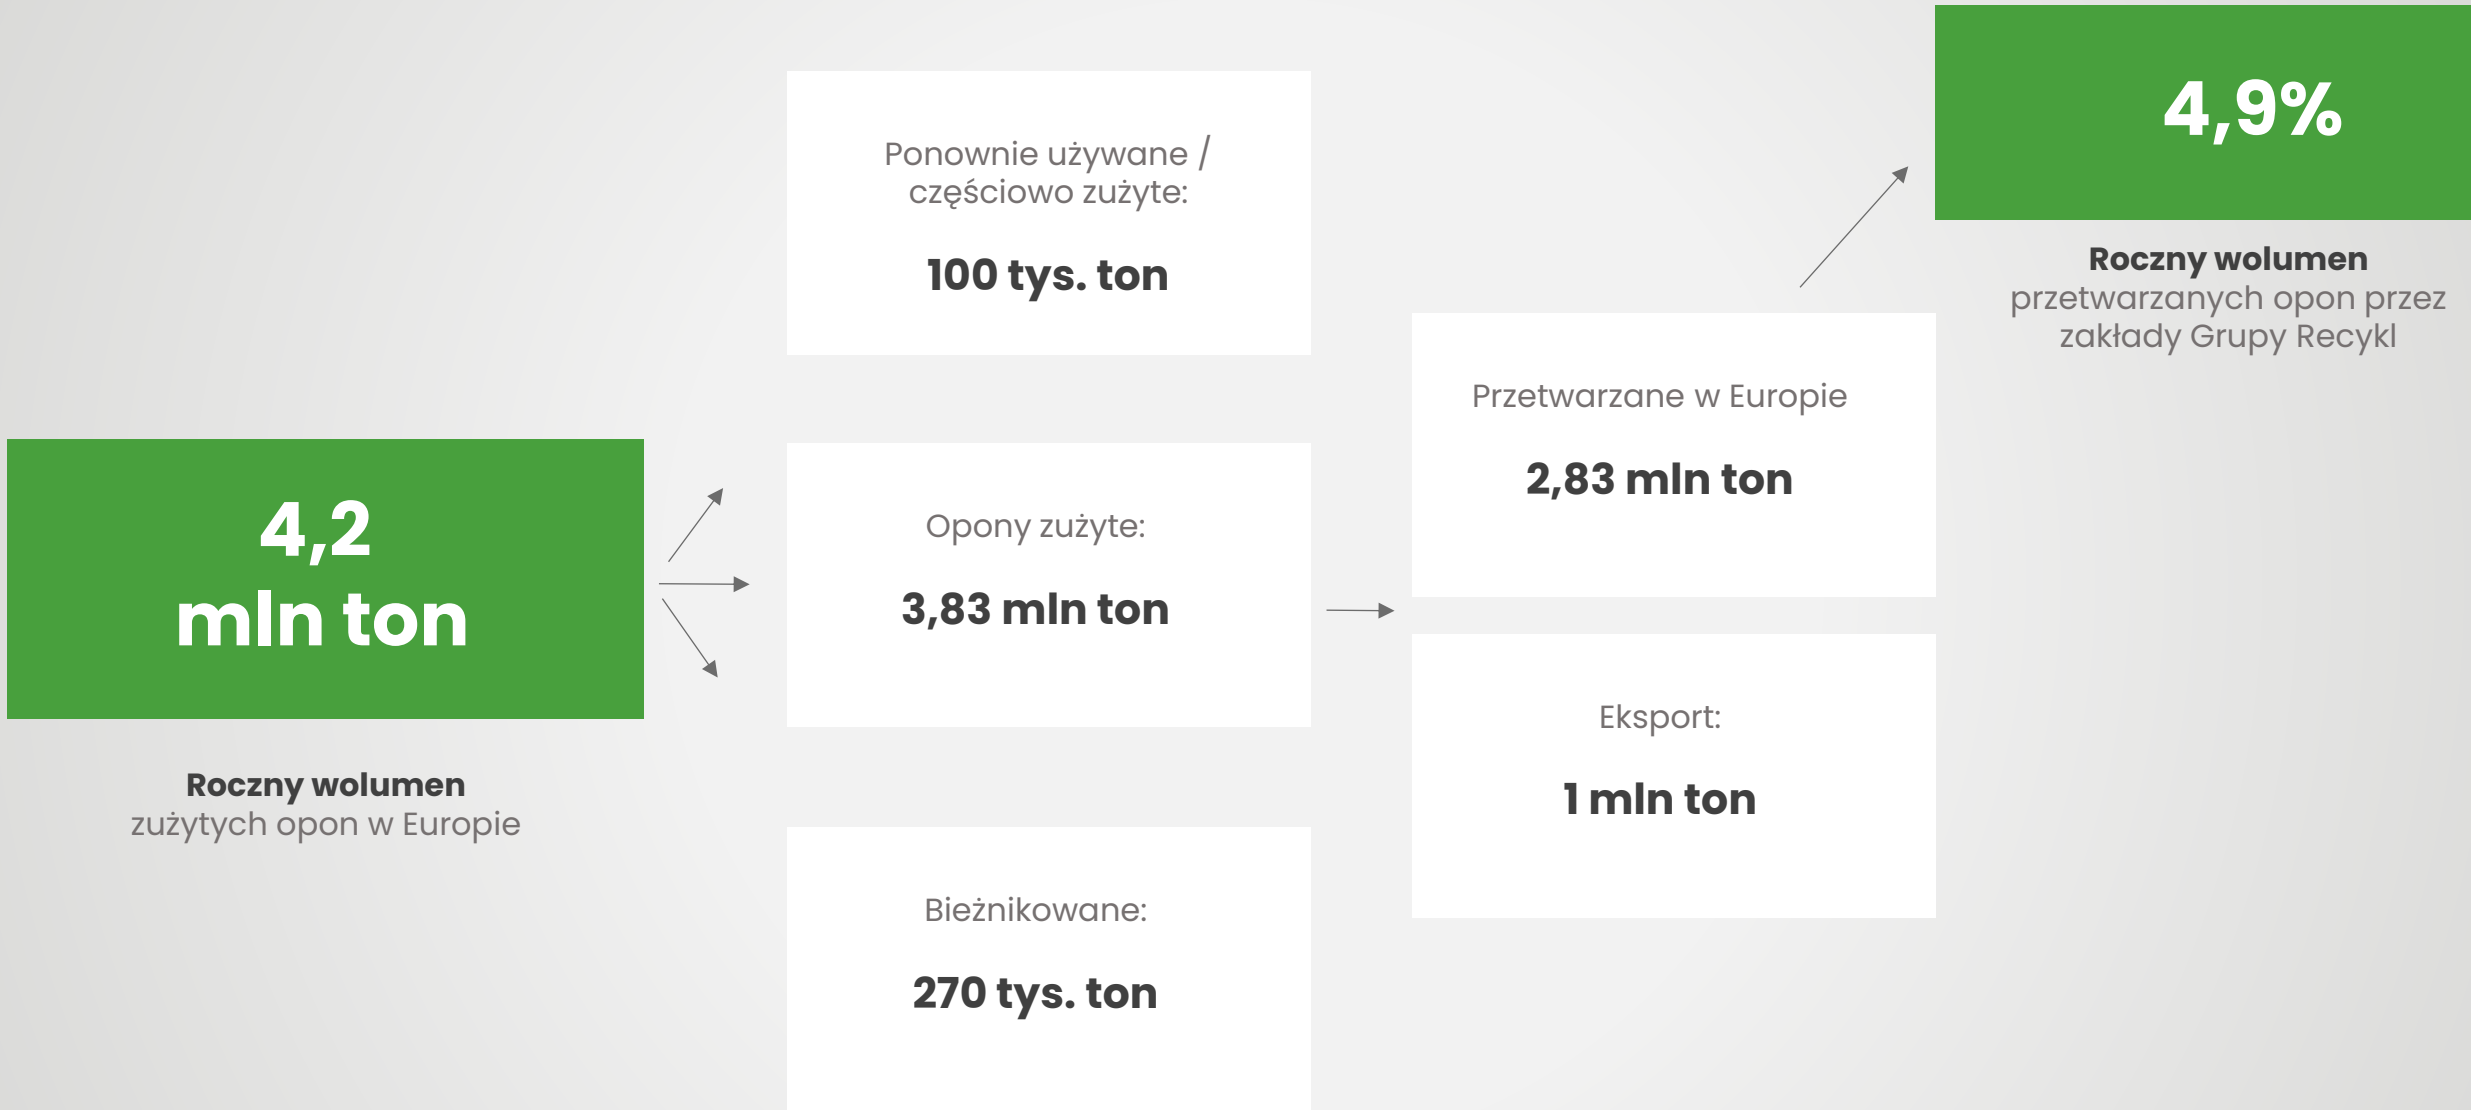 4,2
mln ton
Roczny wolumen
zużytych opon w Europie
Ponownie używane /
częściowo zużyte:
100 tys. ton
Opony zużyte:
3,83 mln ton
Bieżnikowane:
270 tys. ton
Przetwarzane w Europie
2,83 mln ton
Eksport:
1 mln ton
4,9%
Roczny wolumen
przetwarzanych opon przez
zakłady Grupy Recykl